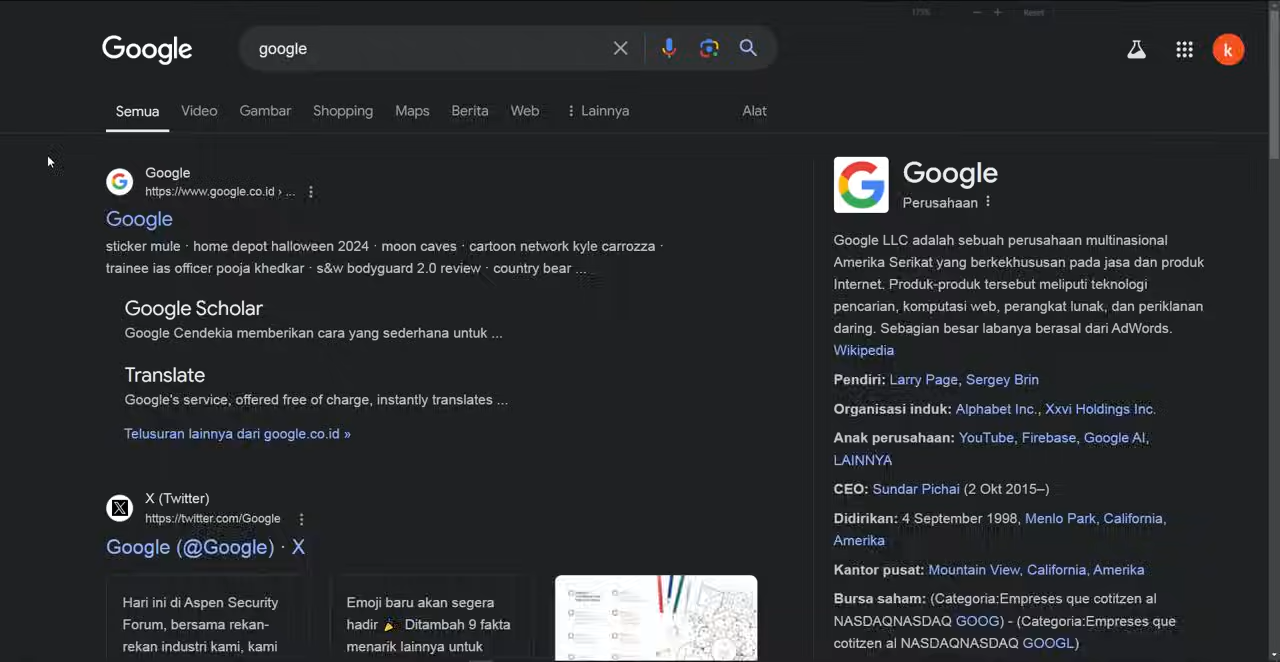 175%
Reset
Google
google
k
Semua
Video
Gambar
Shopping
Maps
Berita
Web
Lainnya
Alat
Google
https://www.google.co.id › ...
Google
sticker mule · home depot halloween 2024 · moon caves · cartoon network kyle carrozza ·
trainee ias officer pooja khedkar · s&w bodyguard 2.0 review · country bear ...
Google Scholar
Google Cendekia memberikan cara yang sederhana untuk ...
Translate
Google's service, offered free of charge, instantly translates ...
Telusuran lainnya dari google.co.id »
X (Twitter)
https://twitter.com/Google
Google (@Google) · X
Hari ini di Aspen Security
Forum, bersama rekan-
rekan industri kami, kami
Emoji baru akan segera
hadir 🎉 Ditambah 9 fakta
menarik lainnya untuk
Google
Perusahaan
Google LLC adalah sebuah perusahaan multinasional
Amerika Serikat yang berkekhususan pada jasa dan produk
Internet. Produk-produk tersebut meliputi teknologi
pencarian, komputasi web, perangkat lunak, dan periklanan
daring. Sebagian besar labanya berasal dari AdWords.
Wikipedia
Pendiri: Larry Page, Sergey Brin
Organisasi induk: Alphabet Inc., Xxvi Holdings Inc.
Anak perusahaan: YouTube, Firebase, Google AI,
LAINNYA
CEO: Sundar Pichai (2 Okt 2015–)
Didirikan: 4 September 1998, Menlo Park, California,
Amerika
Kantor pusat: Mountain View, California, Amerika
Bursa saham: (Categoria:Empreses que cotitzen al
NASDAQNASDAQ GOOG) - (Categoria:Empreses que
cotitzen al NASDAQNASDAQ GOOGL)